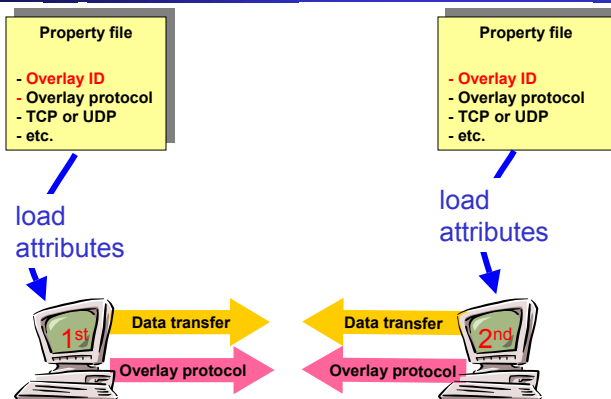 Property file
- Overlay ID
- Overlay protocol
- TCP or UDP
- etc.
Property file
- Overlay ID
- Overlay protocol
- TCP or UDP
- etc.
load
attributes
load
attributes
1st
Data transfer
Overlay protocol
Data transfer
Overlay protocol
2nd